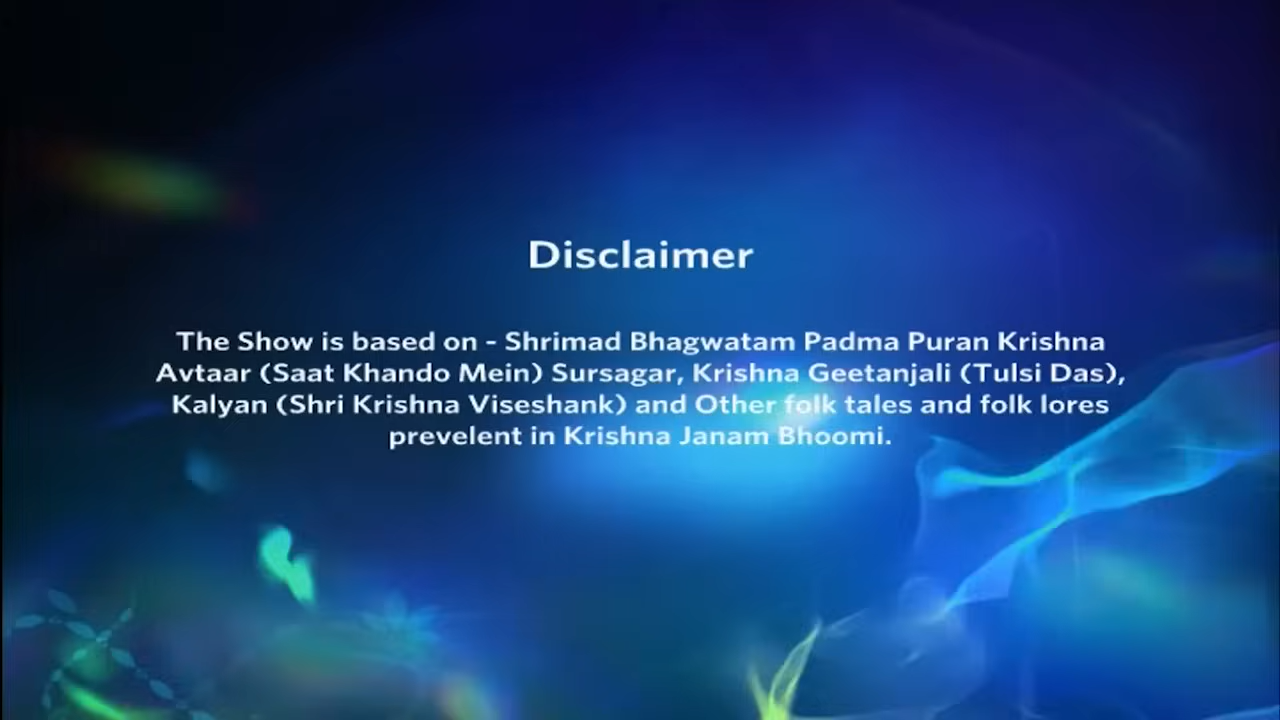 Disclaimer
The Show is based on - Shrimad Bhagwatam Padma Puran Krishna
Avtaar (Saat Khando Mein) Sursagar, Krishna Geetanjali (Tulsi Das),
Kalyan (Shri Krishna Viseshank) and Other folk tales and folk lores
prevelent in Krishna Janam Bhoomi.